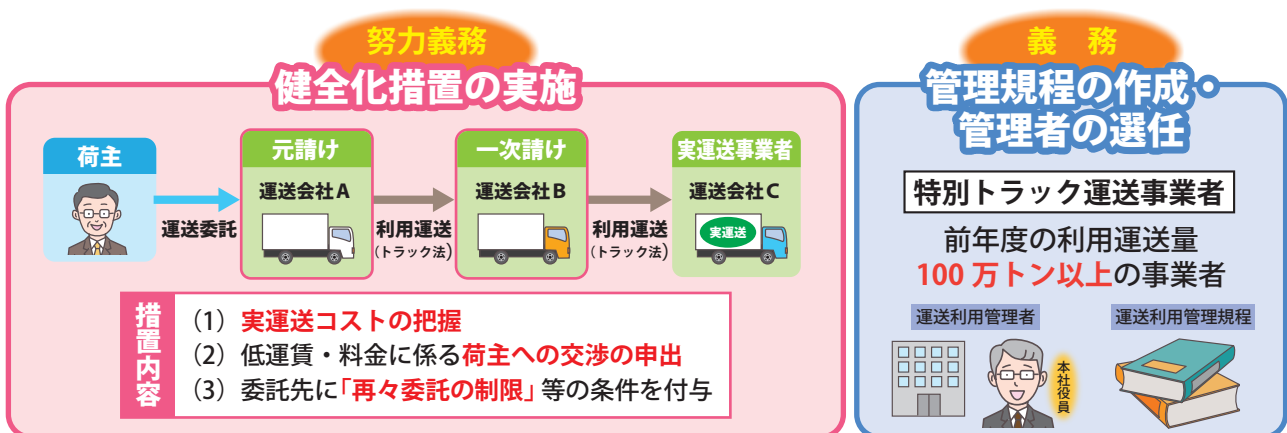 努力義務
健全化措置の実施
荷主
運送委託
元請け
運送会社A
利用運送
(トラック法)
一次請け
運送会社B
利用運送
(トラック法)
実運送事業者
運送会社C
実運送
措置内容
（1）実運送コストの把握
（2）低運賃・料金に係る荷主への交渉の申出
（3）委託先に「再々委託の制限」等の条件を付与
義 務
管理規程の作成・
管理者の選任
特別トラック運送事業者
前年度の利用運送量
100 万トン以上の事業者
運送利用管理者
本社役員
運送利用管理規程